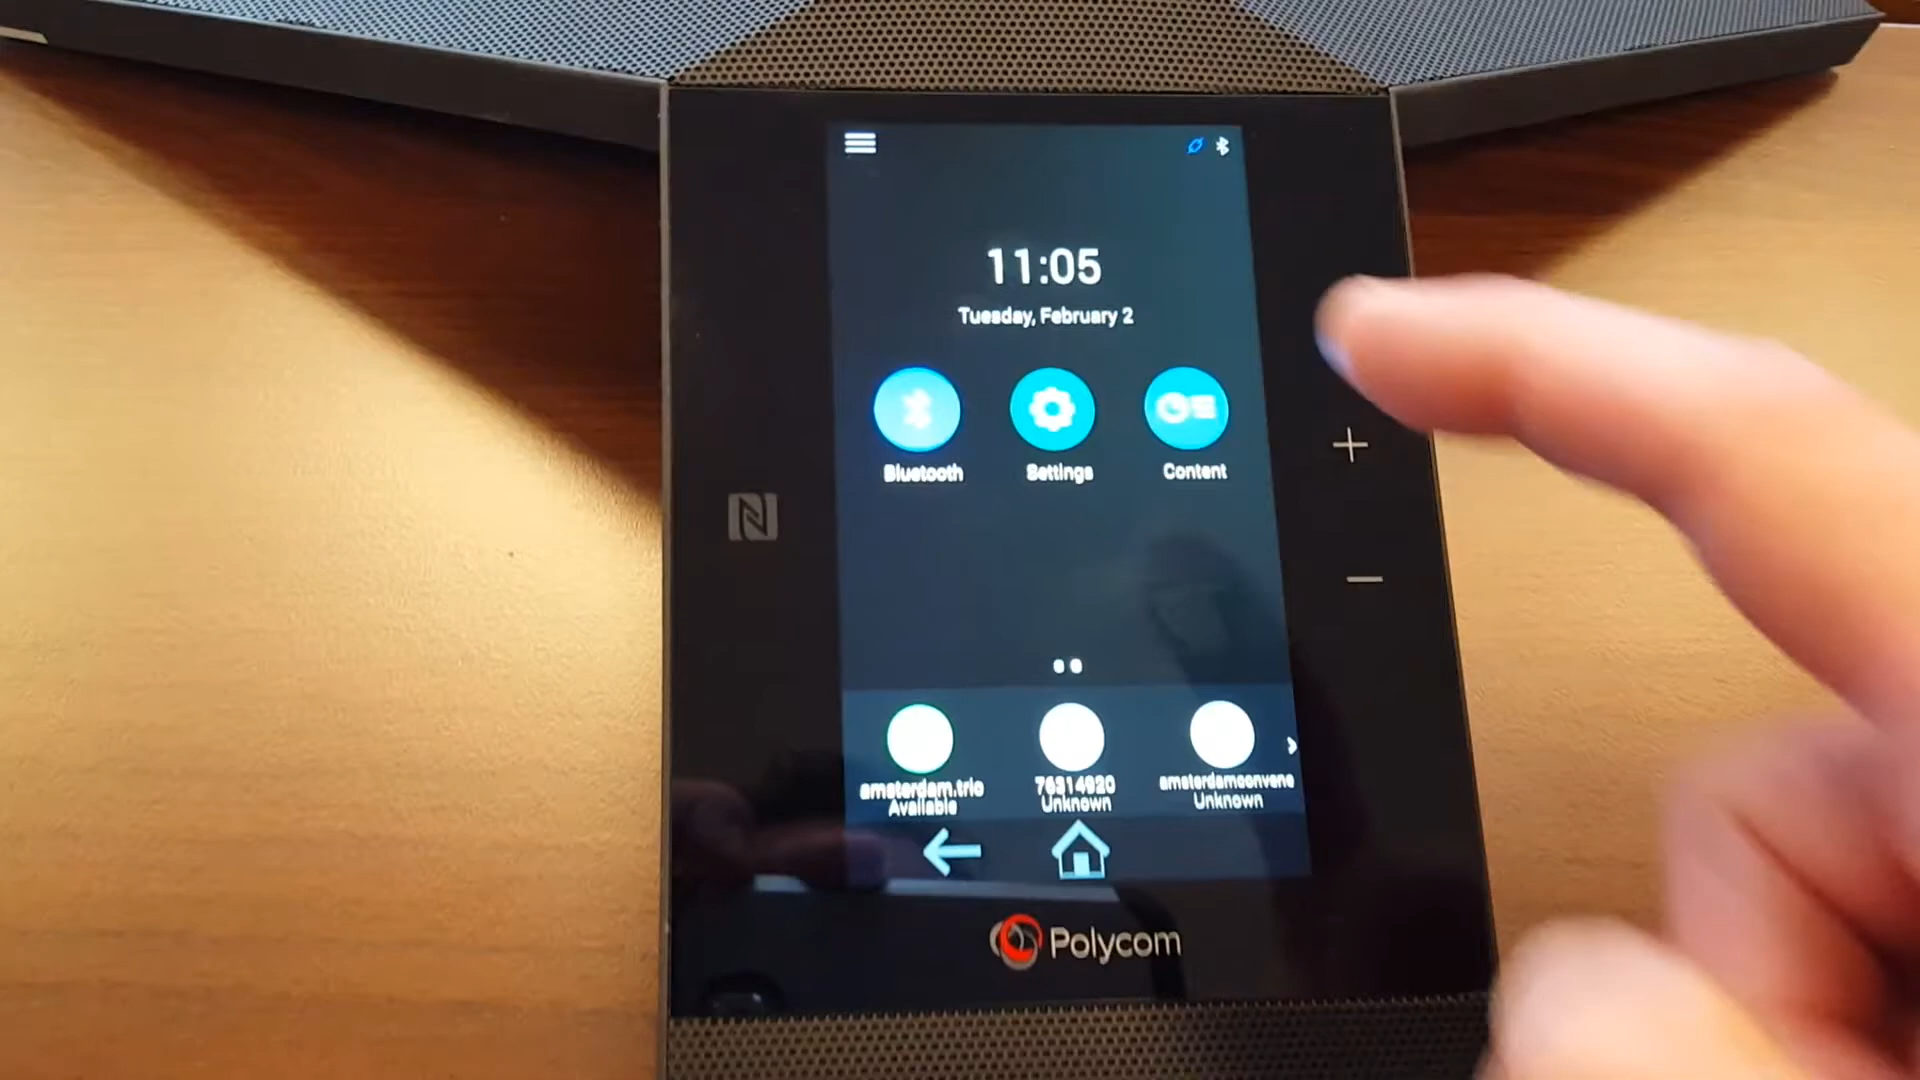 11:05
Tuesday, February 2
Bluetooth
Settings
Content
amsterdam.trio
Available
76314920
Unknown
amsterdamconvene
Unknown
Polycom